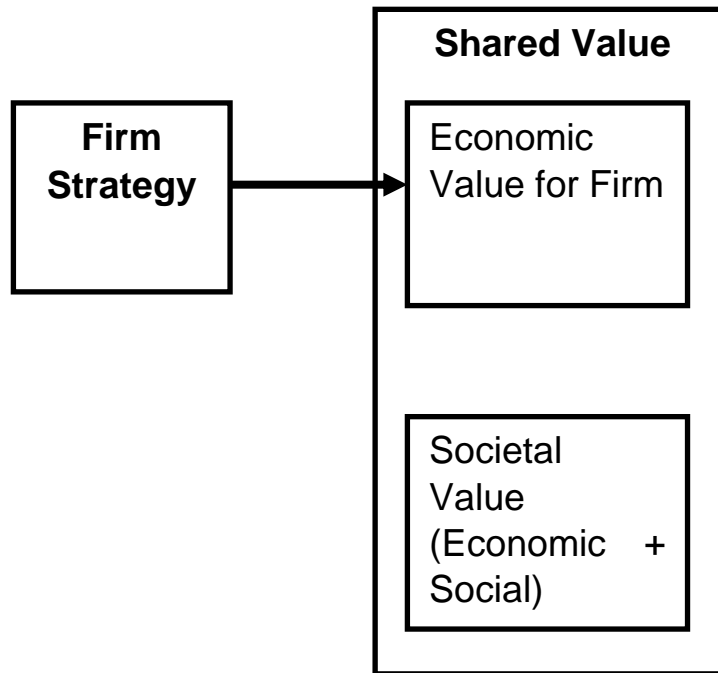 Shared Value
Firm
Strategy
Economic
Value for Firm
Societal
Value
(Economic +
Social)